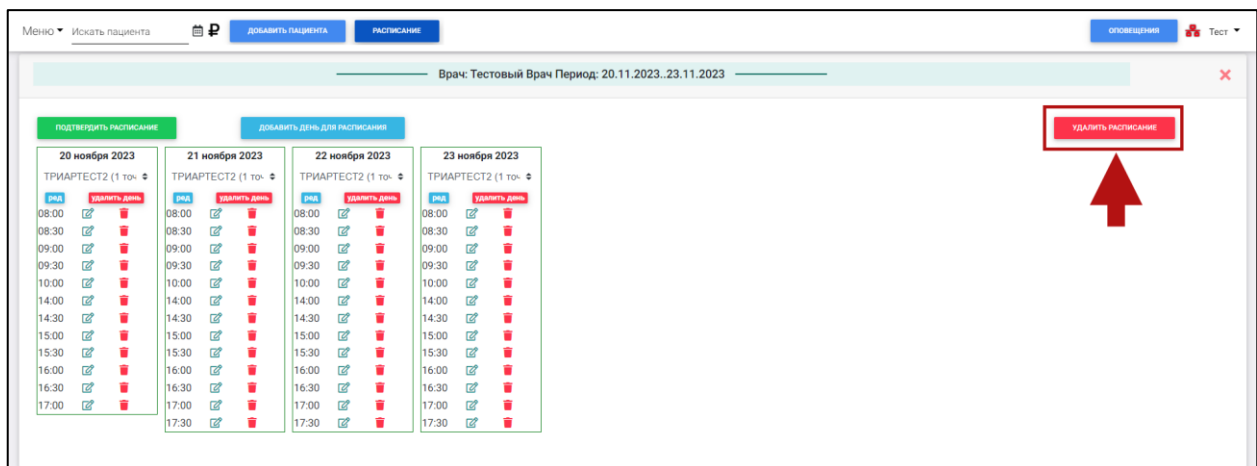 Меню Искать пациента ДОБАВИТЬ ПАЦИЕНТА РАСПИСАНИЕ ОПОВЕЩЕНИЯ Тест
Врач: Тестовый Врач Период: 20.11.2023..23.11.2023
ПОДТВЕРДИТЬ РАСПИСАНИЕ ДОБАВИТЬ ДЕНЬ ДЛЯ РАСПИСАНИЯ УДАЛИТЬ РАСПИСАНИЕ
20 ноября 2023 21 ноября 2023 22 ноября 2023 23 ноября 2023
ТРИАРТЕСТ2 (1 точ ТРИАРТЕСТ2 (1 точ ТРИАРТЕСТ2 (1 точ ТРИАРТЕСТ2 (1 точ
ред удалить день ред удалить день ред удалить день ред удалить день
08:00 08:00 08:00 08:00
08:30 08:30 08:30 08:30
09:00 09:00 09:00 09:00
09:30 09:30 09:30 09:30
10:00 10:00 10:00 10:00
14:00 14:00 14:00 14:00
14:30 14:30 14:30 14:30
15:00 15:00 15:00 15:00
15:30 15:30 15:30 15:30
16:00 16:00 16:00 16:00
16:30 16:30 16:30 16:30
17:00 17:00 17:00 17:00
17:30 17:30 17:30